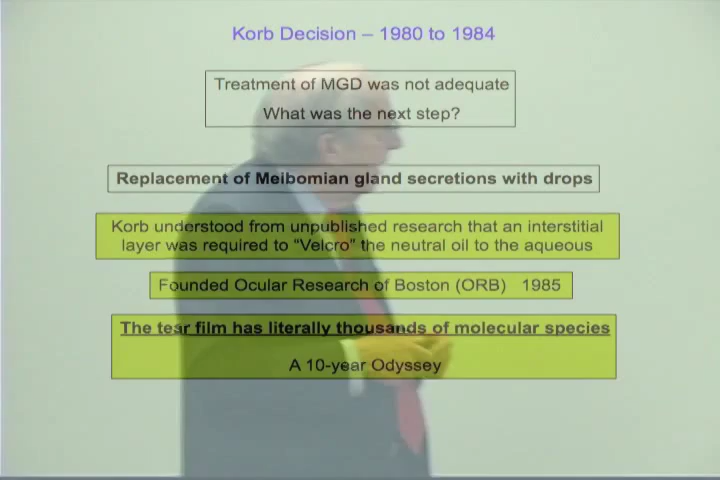 Korb Decision – 1980 to 1984
Treatment of MGD was not adequate
What was the next step?
Replacement of Meibomian gland secretions with drops
Korb understood from unpublished research that an interstitial
layer was required to "Velcro" the neutral oil to the aqueous
Founded Ocular Research of Boston (ORB) 1985
The tear film has literally thousands of molecular species
A 10-year Odyssey